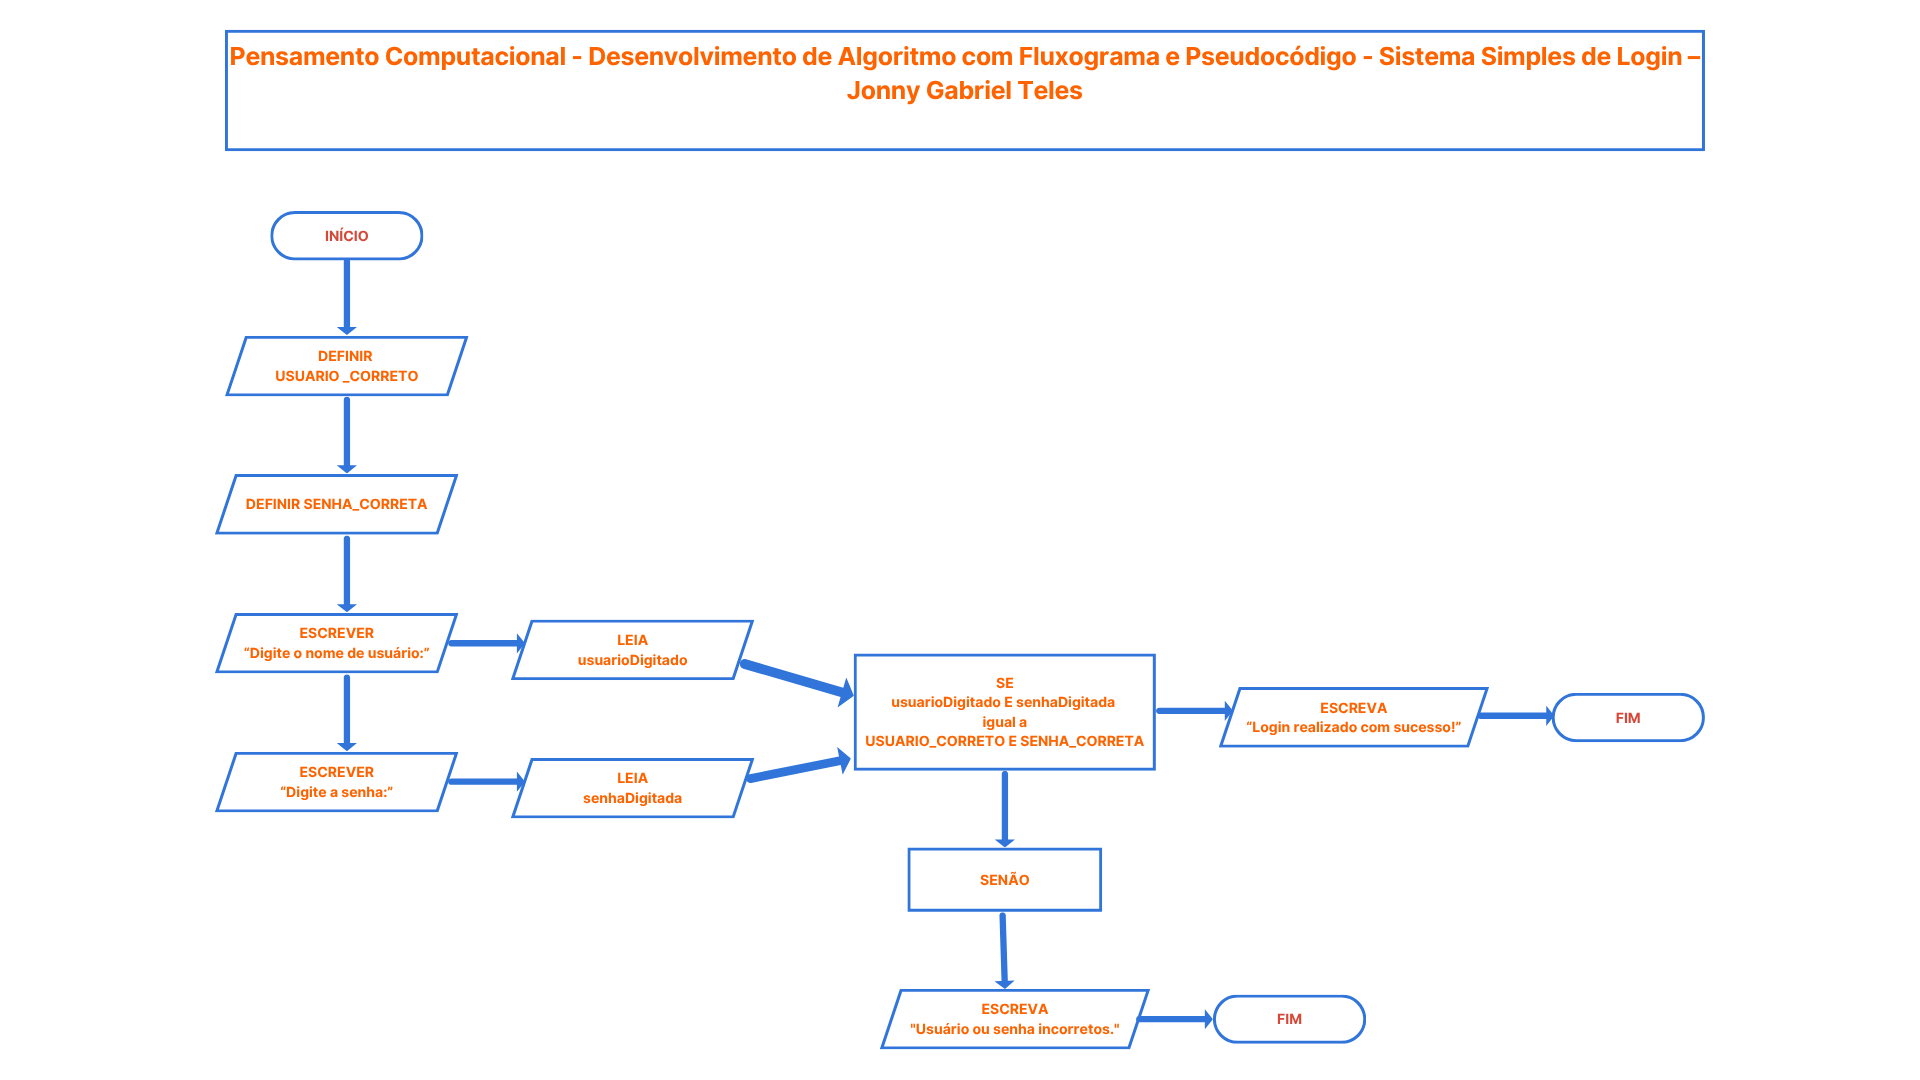 Pensamento Computacional - Desenvolvimento de Algoritmo com Fluxograma e Pseudocódigo - Sistema Simples de Login –
Jonny Gabriel Teles
INÍCIO
DEFINIR
USUARIO _CORRETO
DEFINIR SENHA_CORRETA
ESCREVER
“Digite o nome de usuário:”
LEIA
usuarioDigitado
ESCREVER
“Digite a senha:”
LEIA
senhaDigitada
SE
usuarioDigitado E senhaDigitada
igual a
USUARIO_CORRETO E SENHA_CORRETA
ESCREVA
“Login realizado com sucesso!”
FIM
SENÃO
ESCREVA
"Usuário ou senha incorretos."
FIM